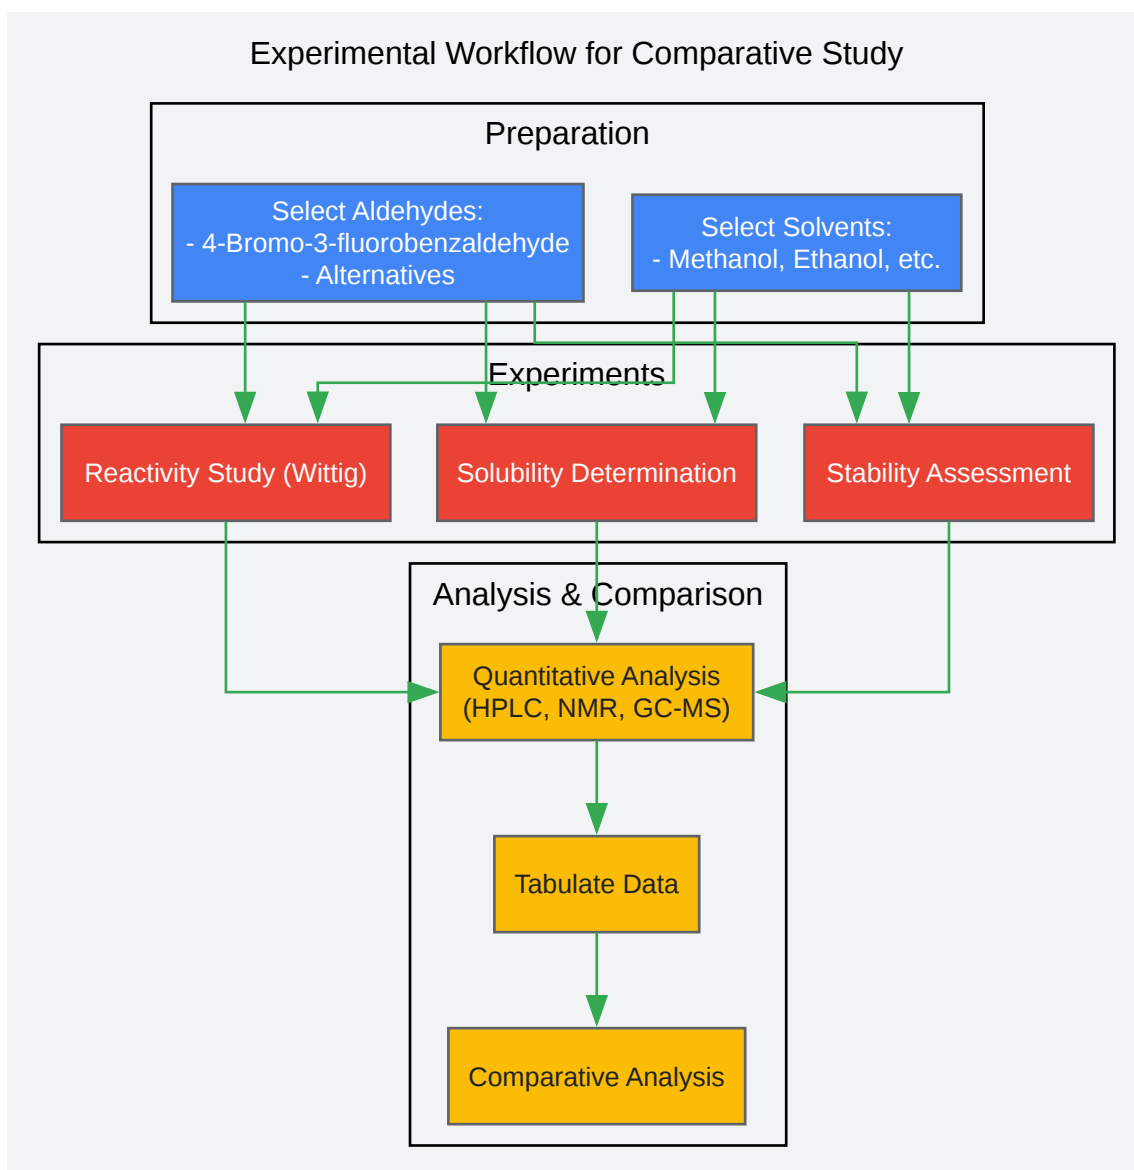 Experimental Workflow for Comparative Study
Preparation
Select Aldehydes:
- 4-Bromo-3-fluorobenzaldehyde
- Alternatives
Select Solvents:
- Methanol, Ethanol, etc.
Experiments
Reactivity Study (Wittig)
Solubility Determination
Stability Assessment
Analysis & Comparison
Quantitative Analysis
(HPLC, NMR, GC-MS)
Tabulate Data
Comparative Analysis